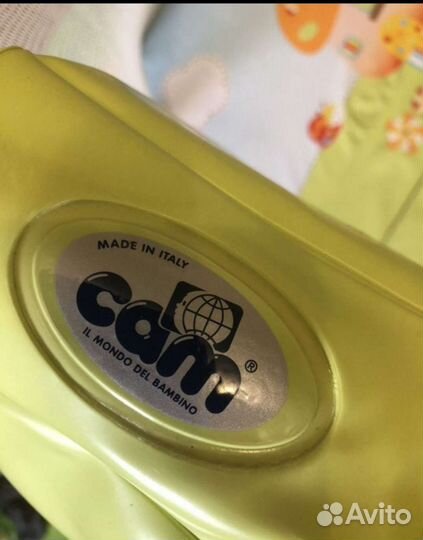 MADE IN ITALY
cam®
IL MONDO DEL BAMBINO
Avito